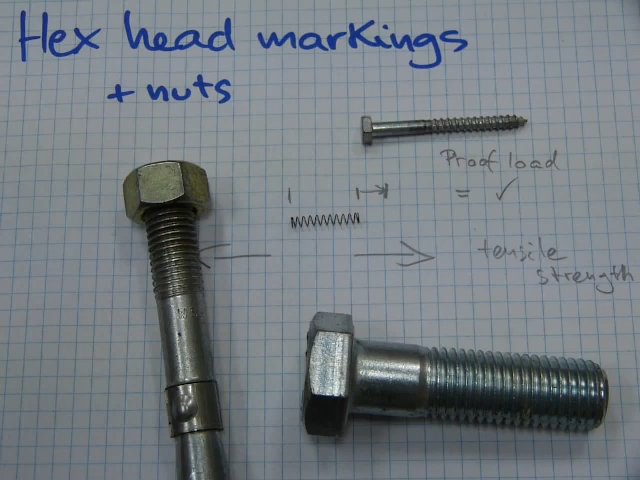 Hex head markings
+ nuts
Proof load
= ✓
tensile
strength